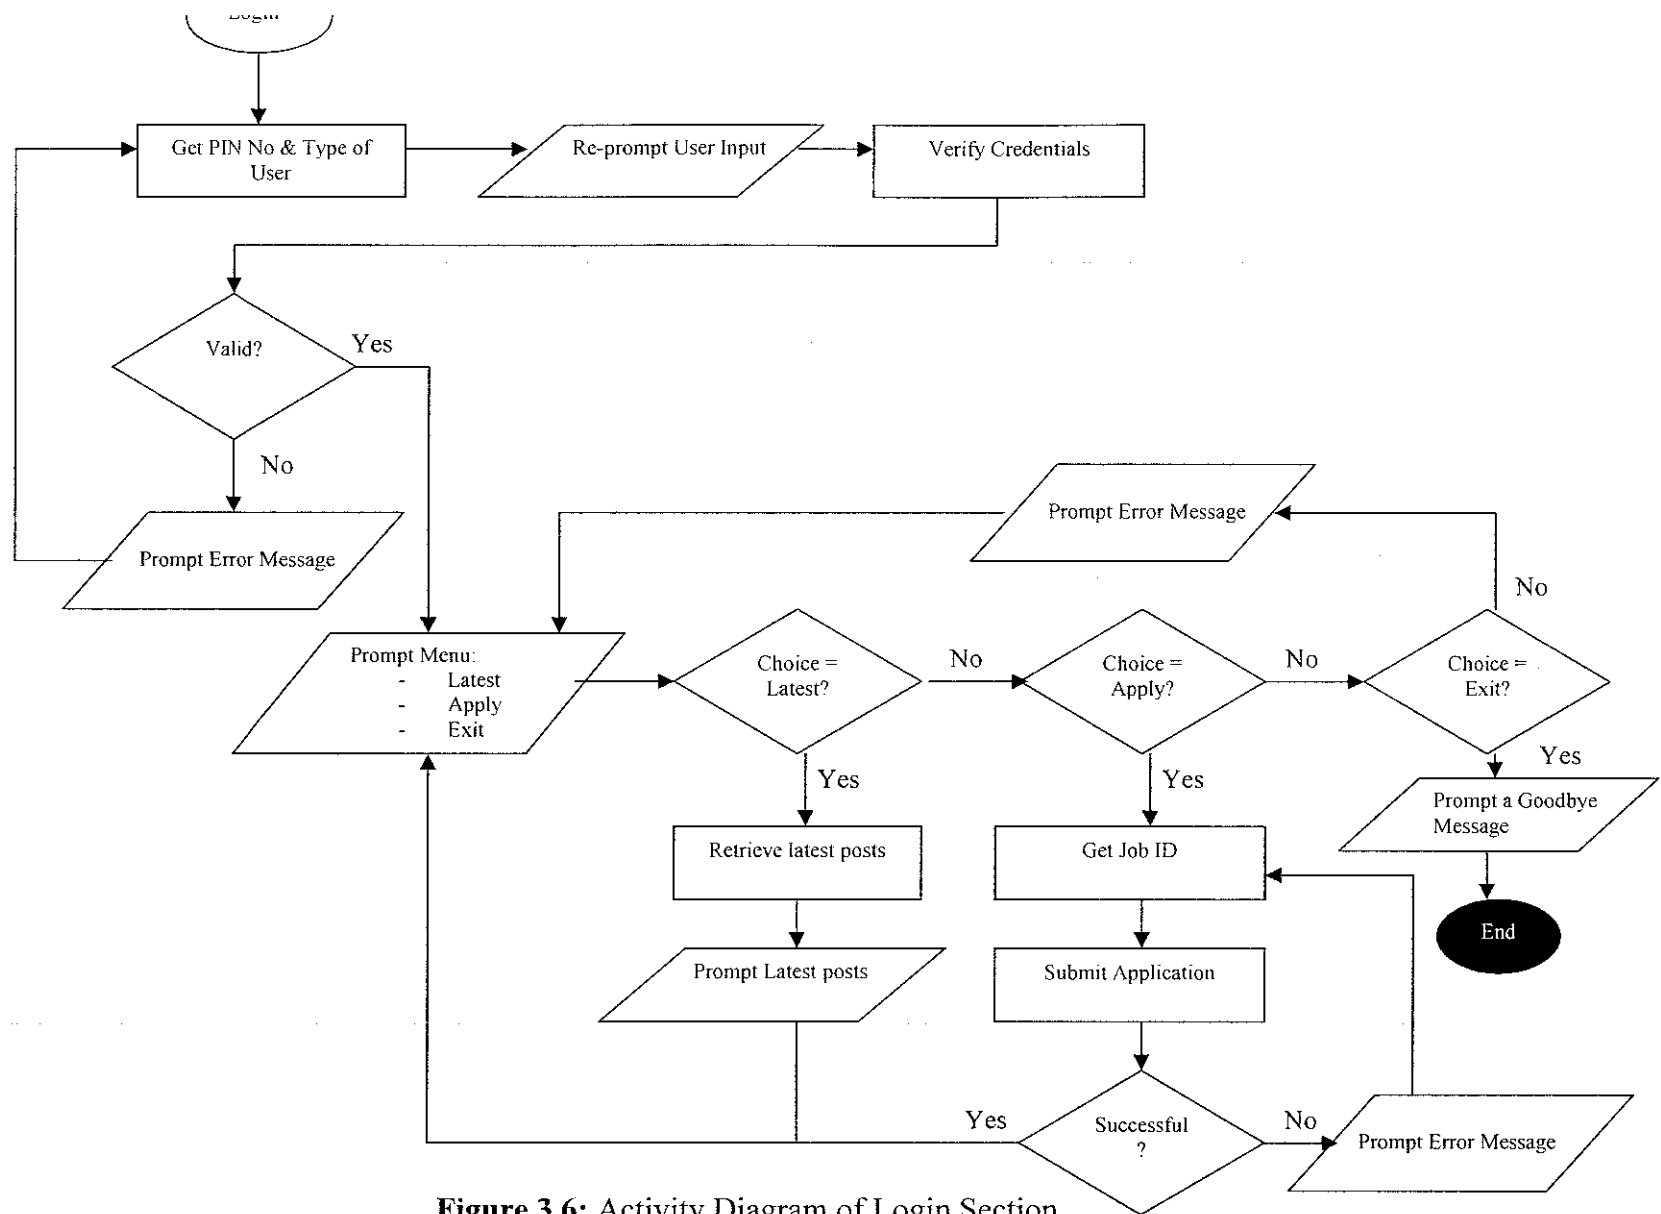 Login
Get PIN No & Type of
User
Re-prompt User Input
Verify Credentials
Valid?
Yes
No
Prompt Error Message
Prompt Error Message
No
Prompt Menu:
- Latest
- Apply
- Exit
Choice =
Latest?
No
Choice =
Apply?
No
Choice =
Exit?
Yes
Yes
Yes
Prompt a Goodbye
Message
Retrieve latest posts
Get Job ID
End
Prompt Latest posts
Submit Application
Yes
Successful
?
No
Prompt Error Message
Figure 3.6: Activity Diagram of Login Section